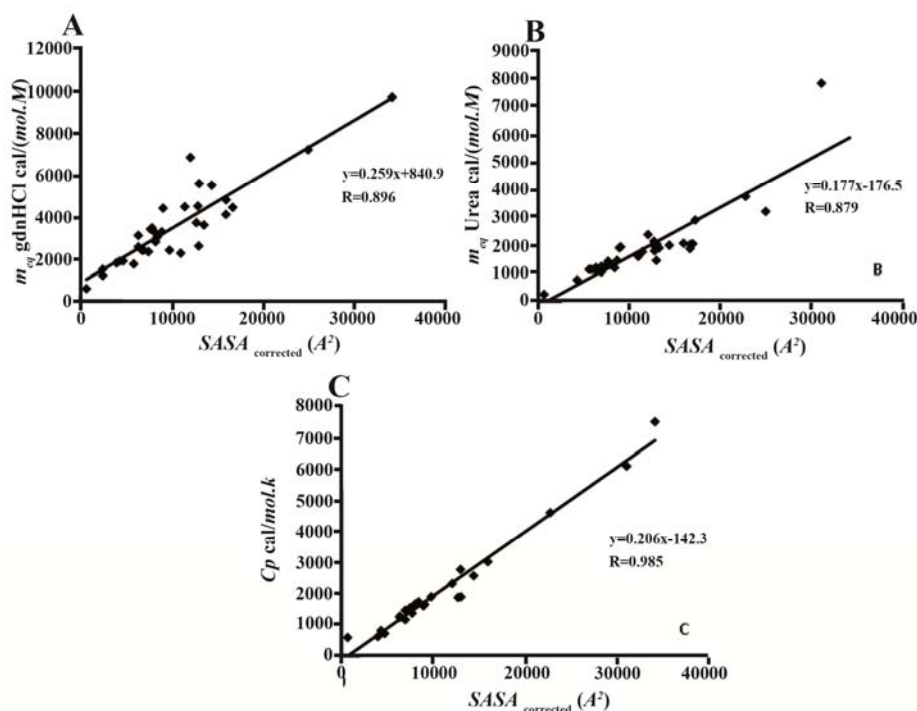 A
12000
10000
8000
6000
4000
2000
0
0 10000 20000 30000 40000
m_eq gdnHCl cal/(mol.M)
SASA corrected (A²)
y=0.259x+840.9
R=0.896
B
9000
8000
7000
6000
5000
4000
3000
2000
1000
0
0 10000 20000 30000 40000
m_eq Urea cal/(mol.M)
SASA corrected (A²)
y=0.177x-176.5
R=0.879
B
C
8000
7000
6000
5000
4000
3000
2000
1000
0
0 10000 20000 30000 40000
Cp cal/mol.k
SASA corrected (A²)
y=0.206x-142.3
R=0.985
C